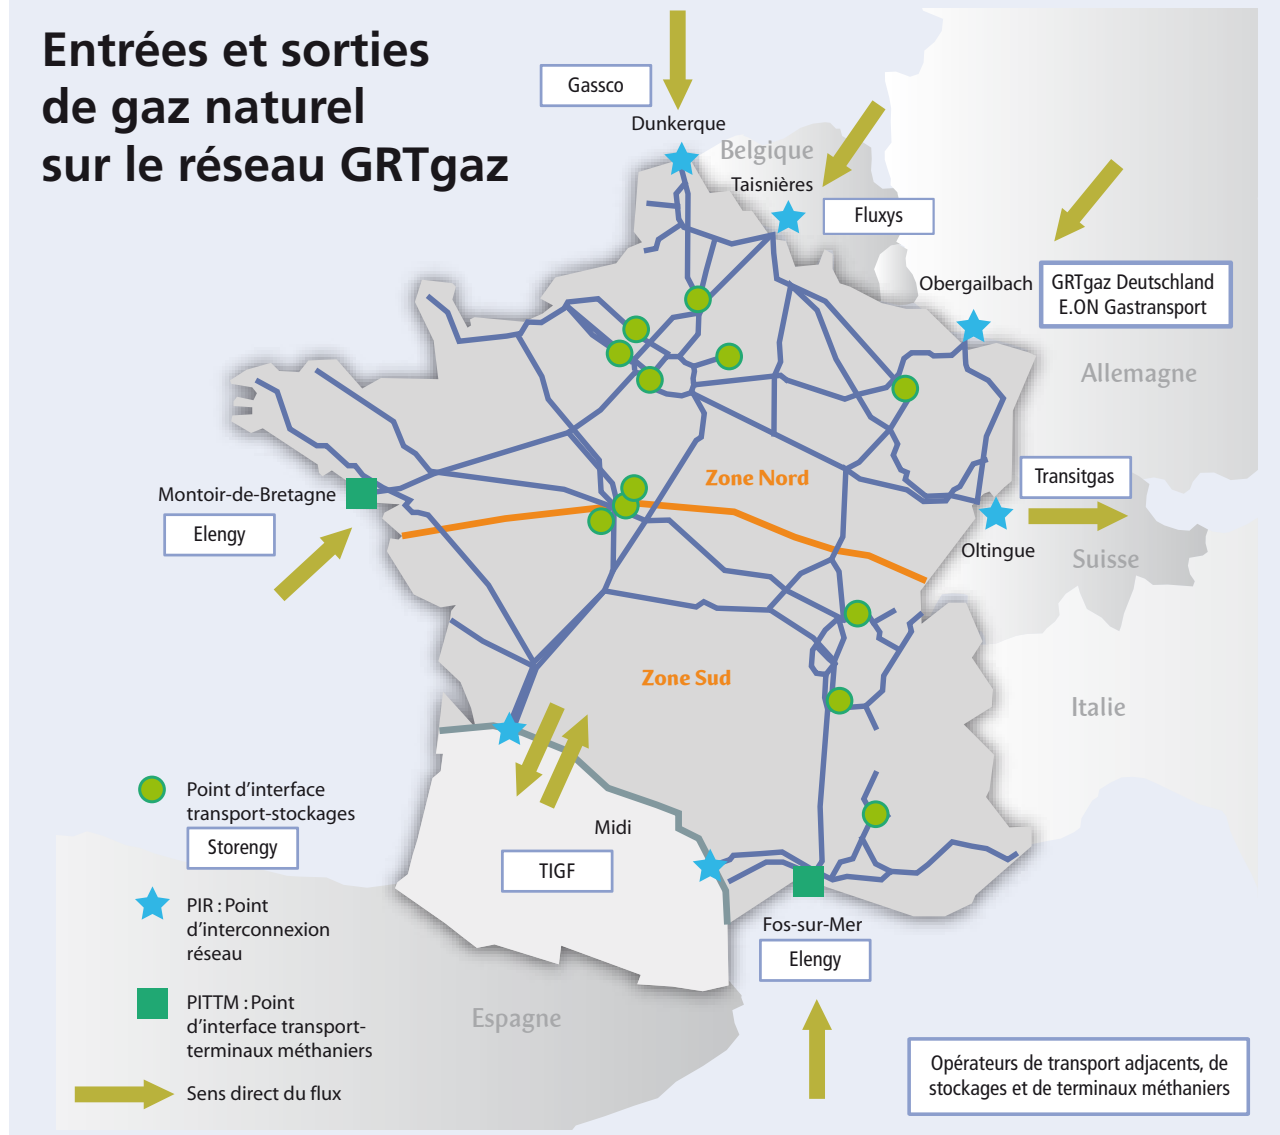 Entrées et sorties
de gaz naturel
sur le réseau GRTgaz
Gassco
Dunkerque
Belgique
Taisnières
Fluxys
Obergailbach
GRTgaz Deutschland
E.ON Gastransport
Allemagne
Zone Nord
Transitgas
Montoir-de-Bretagne
Elengy
Oltingue
Suisse
Zone Sud
Italie
Point d’interface
transport-stockages
Storengy
Midi
TIGF
PIR : Point
d’interconnexion
réseau
Fos-sur-Mer
Elengy
PITTM : Point
d’interface transport-
terminaux méthaniers
Espagne
Sens direct du flux
Opérateurs de transport adjacents, de
stockages et de terminaux méthaniers